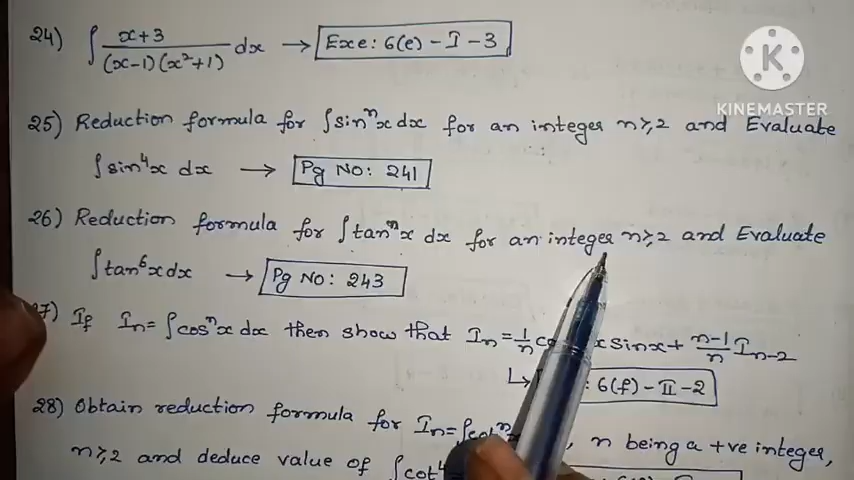 24) ∫ x+3 / (x-1)(x²+1) dx → Exe: 6(e) - I - 3
KINEMASTER
25) Reduction formula for ∫sinⁿx dx for an integer n≥2 and Evaluate
∫sin⁴x dx → Pg No: 241
26) Reduction formula for ∫tanⁿx dx for an integer n≥2 and Evaluate
∫tan⁶x dx → Pg No: 243
7) If Iₙ = ∫cosⁿx dx then show that Iₙ = 1/n co x sinx + n-1/n Iₙ₋₂
↳ : 6(f) - II - 2
28) Obtain reduction formula for Iₙ = ∫cotⁿ , n being a +ve integer,
n≥2 and deduce value of ∫cot⁴